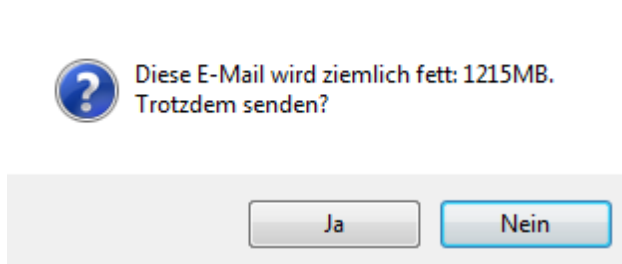 Diese E-Mail wird ziemlich fett: 1215MB.
Trotzdem senden?
Ja
Nein